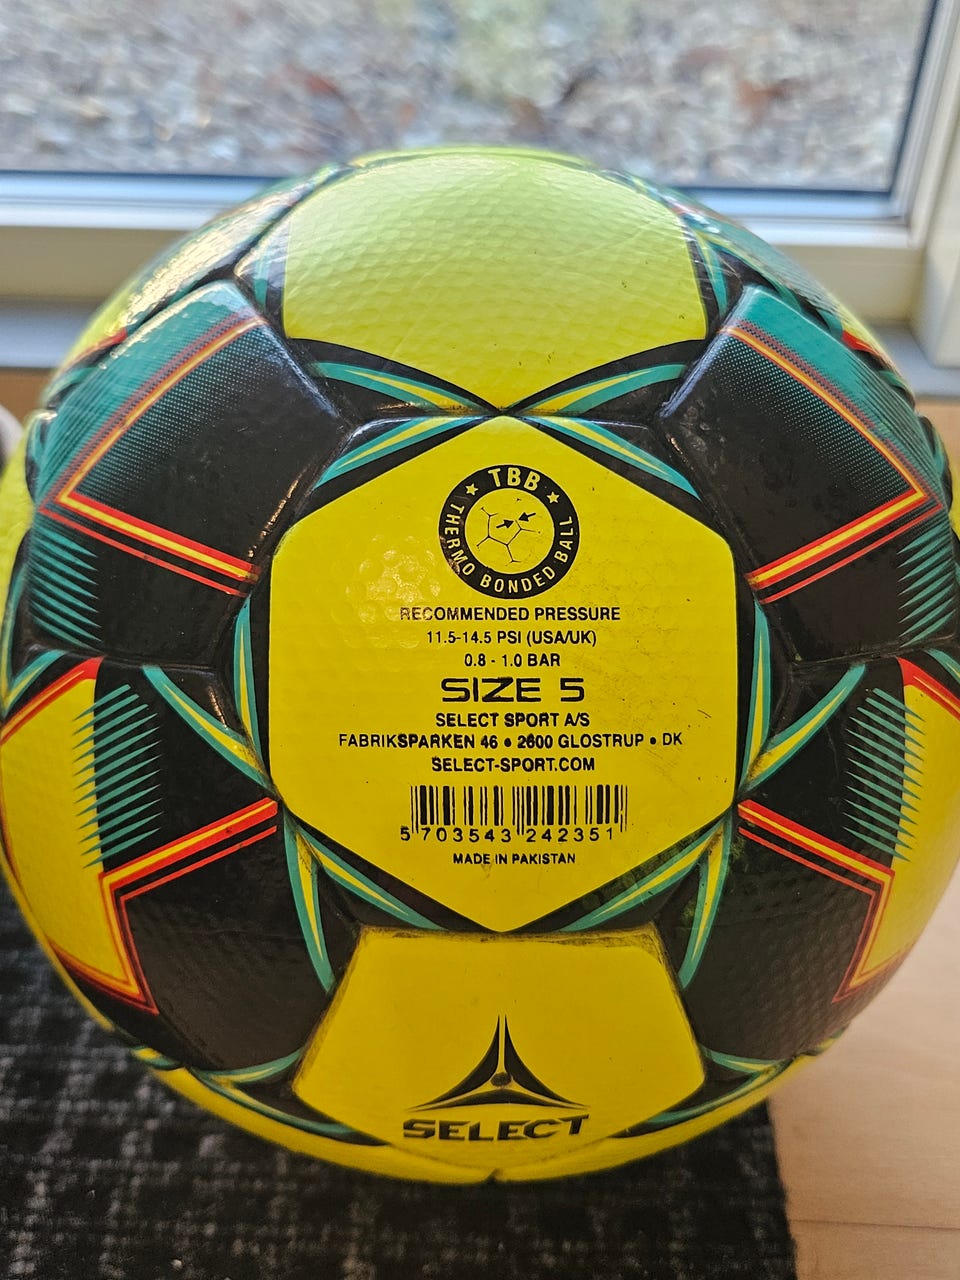 ★ TBB ★
THERMO BONDED BALL
RECOMMENDED PRESSURE
11.5-14.5 PSI (USA/UK)
0.8 - 1.0 BAR
SIZE 5
SELECT SPORT A/S
FABRIKSPARKEN 46 • 2600 GLOSTRUP • DK
SELECT-SPORT.COM
5 703543 242351
MADE IN PAKISTAN
SELECT